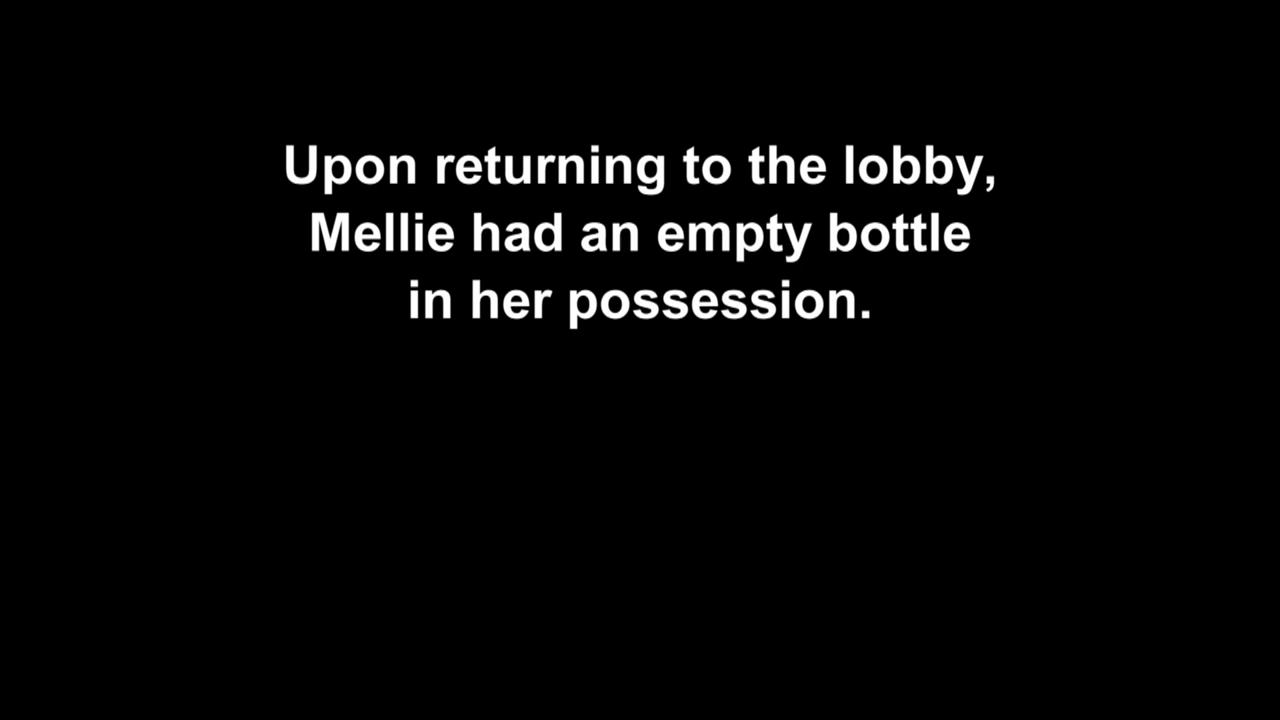 Upon returning to the lobby,
Mellie had an empty bottle
in her possession.